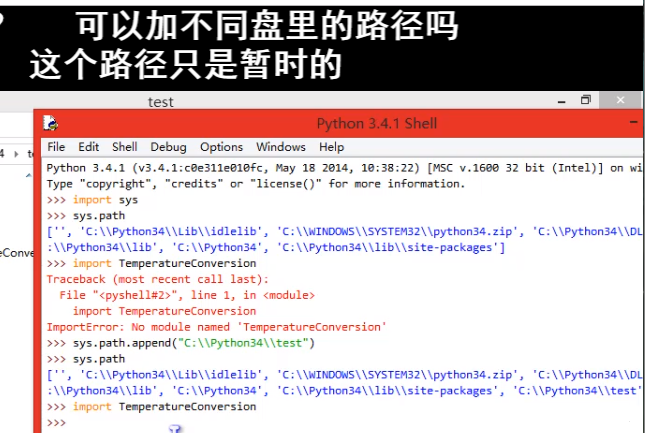 可以加不同盘里的路径吗
这个路径只是暂时的
test
Python 3.4.1 Shell
File Edit Shell Debug Options Windows Help
Python 3.4.1 (v3.4.1:c0e311e010fc, May 18 2014, 10:38:22) [MSC v.1600 32 bit (Intel)] on wi
Type "copyright", "credits" or "license()" for more information.
>>> import sys
>>> sys.path
['', 'C:\\Python34\\Lib\\idlelib', 'C:\\WINDOWS\\SYSTEM32\\python34.zip', 'C:\\Python34\\DL
:\\Python34\\lib', 'C:\\Python34', 'C:\\Python34\\lib\\site-packages']
>>> import TemperatureConversion
Traceback (most recent call last):
File "<pyshell#2>", line 1, in <module>
import TemperatureConversion
ImportError: No module named 'TemperatureConversion'
>>> sys.path.append("C:\\Python34\\test")
>>> sys.path
['', 'C:\\Python34\\Lib\\idlelib', 'C:\\WINDOWS\\SYSTEM32\\python34.zip', 'C:\\Python34\\DL
:\\Python34\\lib', 'C:\\Python34', 'C:\\Python34\\lib\\site-packages', 'C:\\Python34\\test'
>>> import TemperatureConversion
>>>